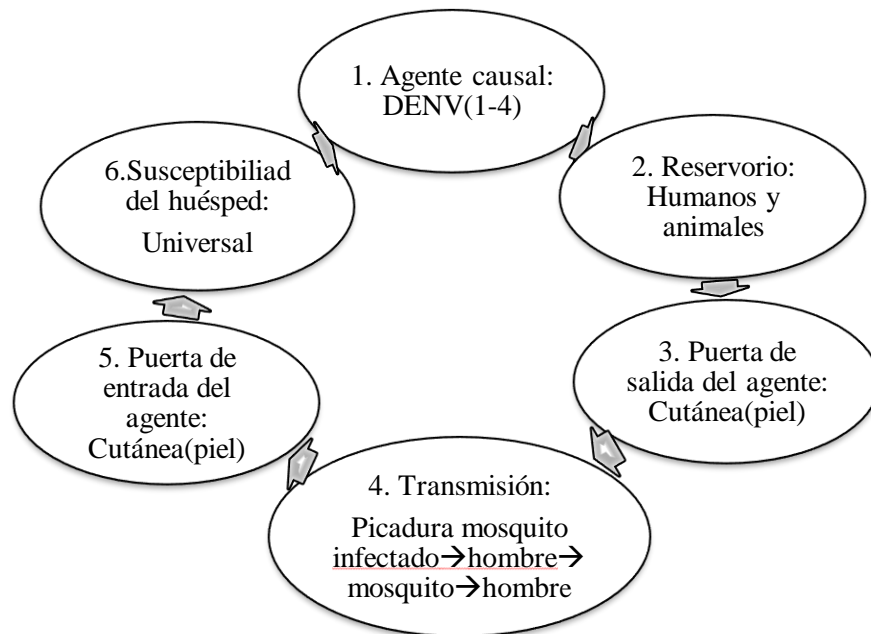 1. Agente causal:
DENV(1-4)
2. Reservorio:
Humanos y
animales
3. Puerta de
salida del agente:
Cutánea(piel)
4. Transmisión:
Picadura mosquito
infectado→hombre→
mosquito→hombre
5. Puerta de
entrada del
agente:
Cutánea(piel)
6.Susceptibiliad
del huésped:
Universal